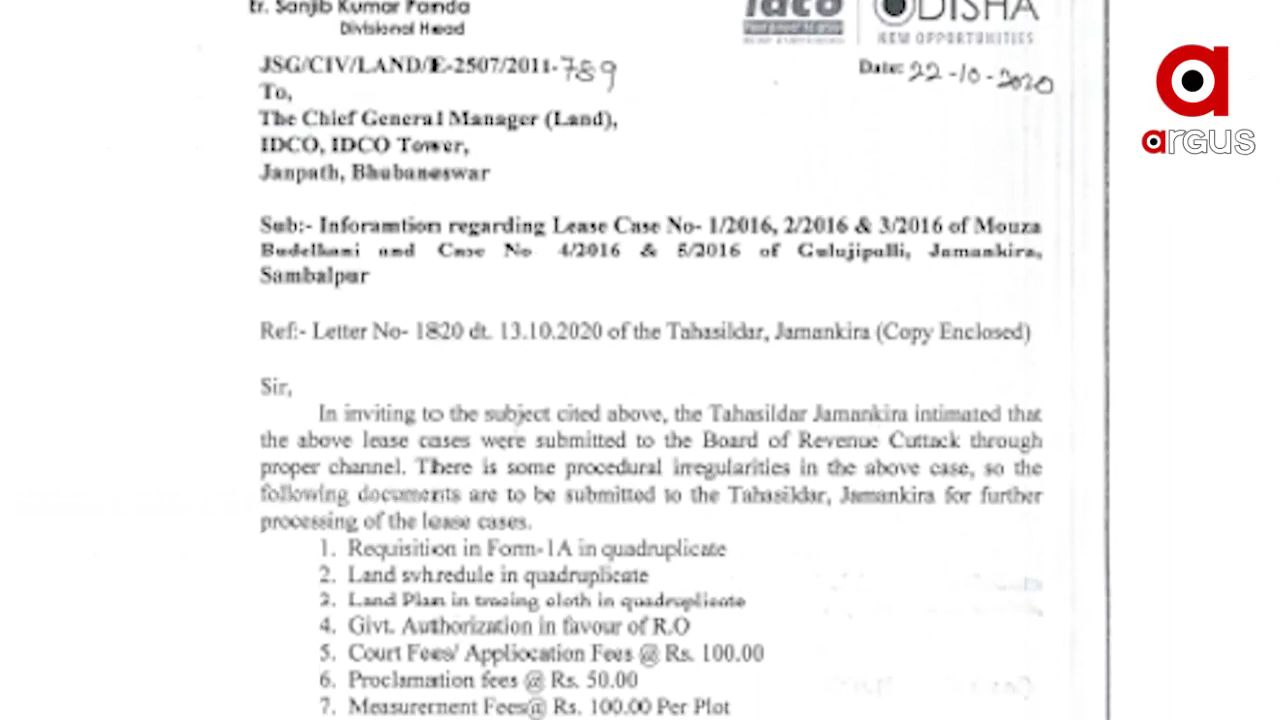 Er. Sanjib Kumar Panda
Divisional Head
idco
ODISHA
NEW OPPORTUNITIES
JSG/CIV/LAND/E-2507/2011-789
Date: 22-10-2020
To,
The Chief General Manager (Land),
IDCO, IDCO Tower,
Janpath, Bhubaneswar
Sub:- Inforamtion regarding Lease Case No- 1/2016, 2/2016 & 3/2016 of Mouza
Budelkani and Case No 4/2016 & 5/2016 of Gulujipalli, Jamankira,
Sambalpur
Ref:- Letter No- 1820 dt. 13.10.2020 of the Tahasildar, Jamankira (Copy Enclosed)
Sir,
In inviting to the subject cited above, the Tahasildar Jamankira intimated that
the above lease cases were submitted to the Board of Revenue Cuttack through
proper channel. There is some procedural irregularities in the above case, so the
following documents are to be submitted to the Tahasildar, Jamankira for further
processing of the lease cases.
1. Requisition in Form-1A in quadruplicate
2. Land svh.redule in quadruplicate
3. Land Plan in tracing cloth in quadruplicate
4. Givt. Authorization in favour of R.O
5. Court Fees/ Appliocation Fees @ Rs. 100.00
6. Proclamation fees @ Rs. 50.00
7. Measurement Fees@ Rs. 100.00 Per Plot
argus